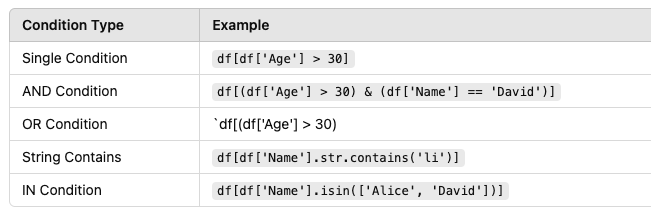 Condition Type Example
Single Condition df[df['Age'] > 30]
AND Condition df[(df['Age'] > 30) & (df['Name'] == 'David')]
OR Condition `df[(df['Age'] > 30)
String Contains df[df['Name'].str.contains('li')]
IN Condition df[df['Name'].isin(['Alice', 'David'])]